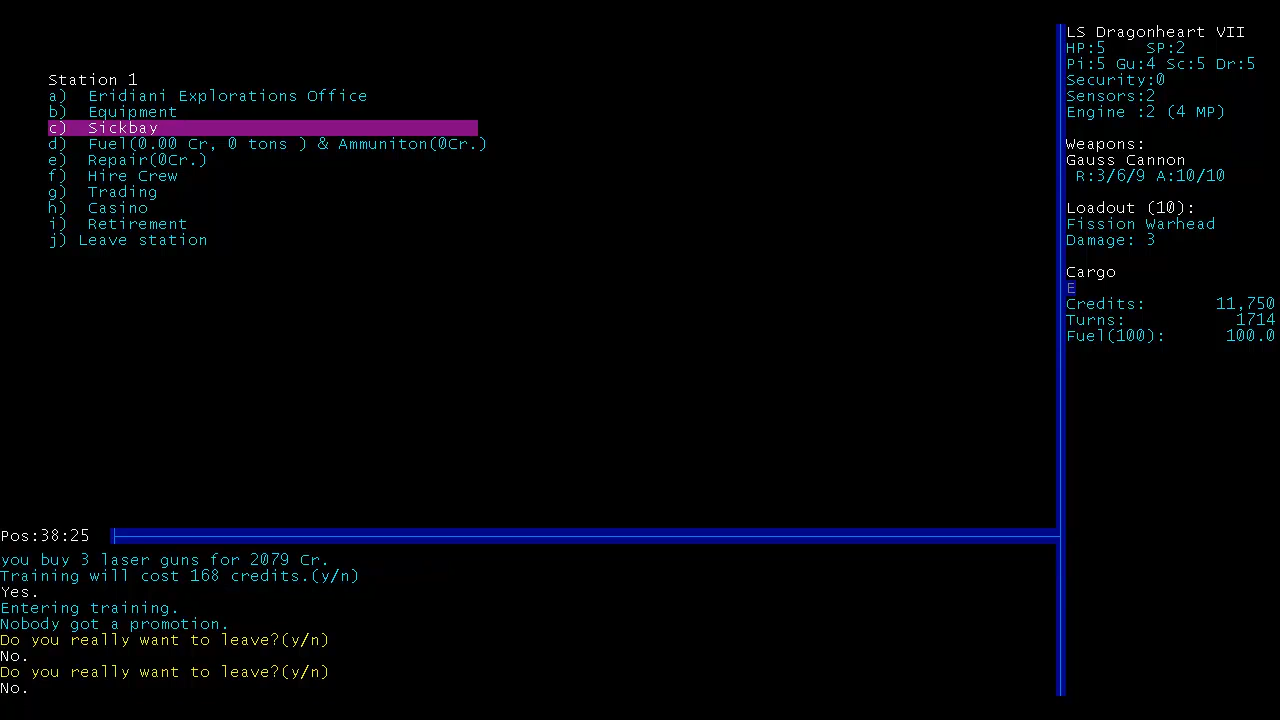 Station 1
a)  Eridiani Explorations Office
b)  Equipment
c)  Sickbay
d)  Fuel(0.00 Cr, 0 tons ) & Ammuniton(0Cr.)
e)  Repair(0Cr.)
f)  Hire Crew
g)  Trading
h)  Casino
i)  Retirement
j) Leave station
LS Dragonheart VII
HP:5    SP:2
Pi:5 Gu:4 Sc:5 Dr:5
Security:0
Sensors:2
Engine :2 (4 MP)
Weapons:
Gauss Cannon
R:3/6/9 A:10/10
Loadout (10):
Fission Warhead
Damage: 3
Cargo
E
Credits: 11,750
Turns: 1714
Fuel(100): 100.0
Pos:38:25
you buy 3 laser guns for 2079 Cr.
Training will cost 168 credits.(y/n)
Yes.
Entering training.
Nobody got a promotion.
Do you really want to leave?(y/n)
No.
Do you really want to leave?(y/n)
No.